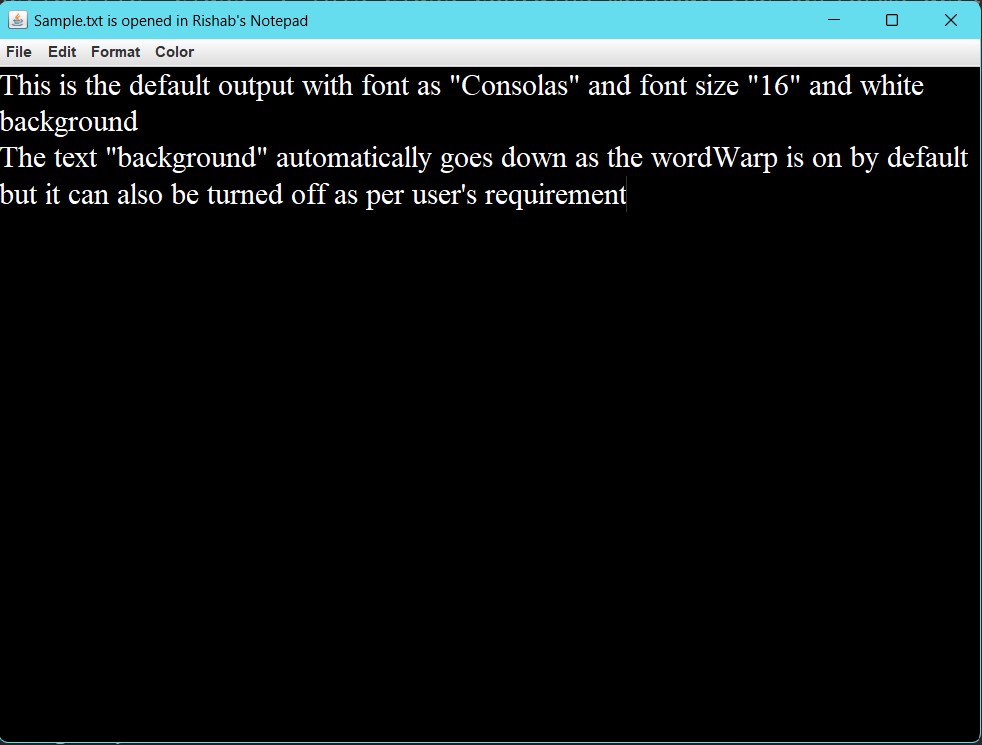 Sample.txt is opened in Rishab's Notepad
File Edit Format Color
This is the default output with font as "Consolas" and font size "16" and white
background
The text "background" automatically goes down as the wordWarp is on by default
but it can also be turned off as per user's requirement